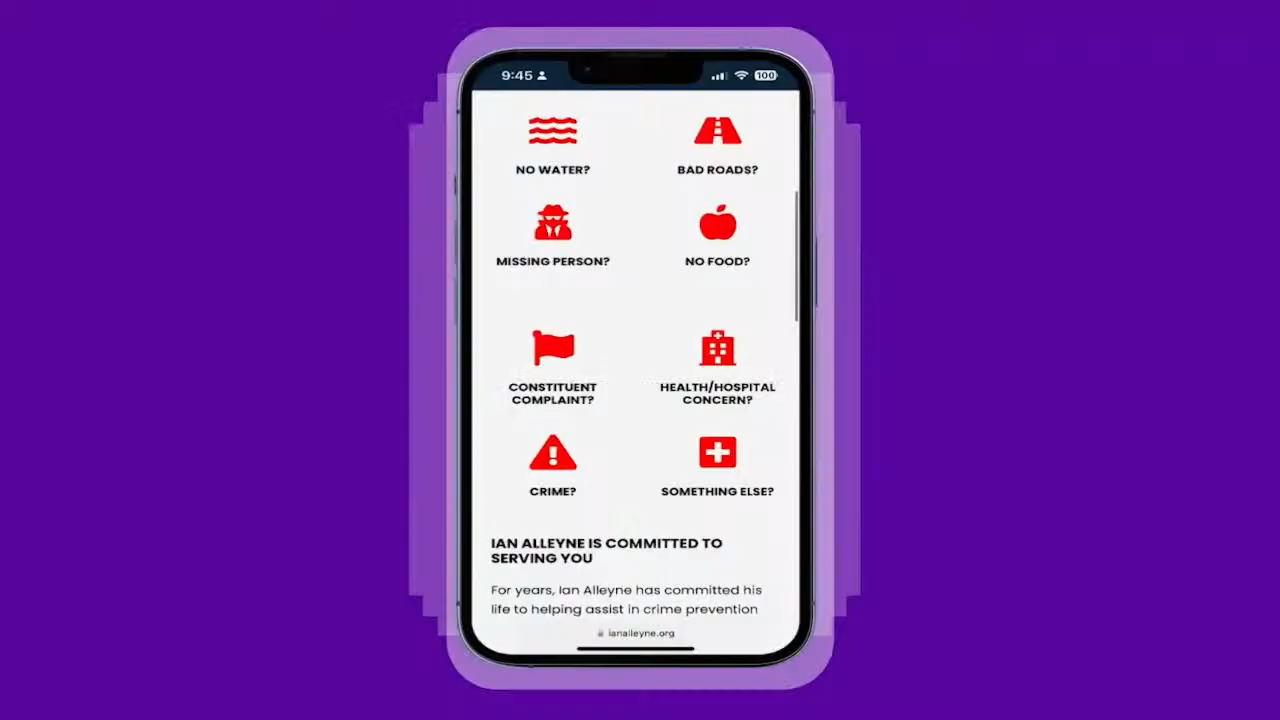 9:45
100
NO WATER?
BAD ROADS?
MISSING PERSON?
NO FOOD?
CONSTITUENT
COMPLAINT?
HEALTH/HOSPITAL
CONCERN?
CRIME?
SOMETHING ELSE?
IAN ALLEYNE IS COMMITTED TO
SERVING YOU
For years, Ian Alleyne has committed his
life to helping assist in crime prevention
ianalleyne.org